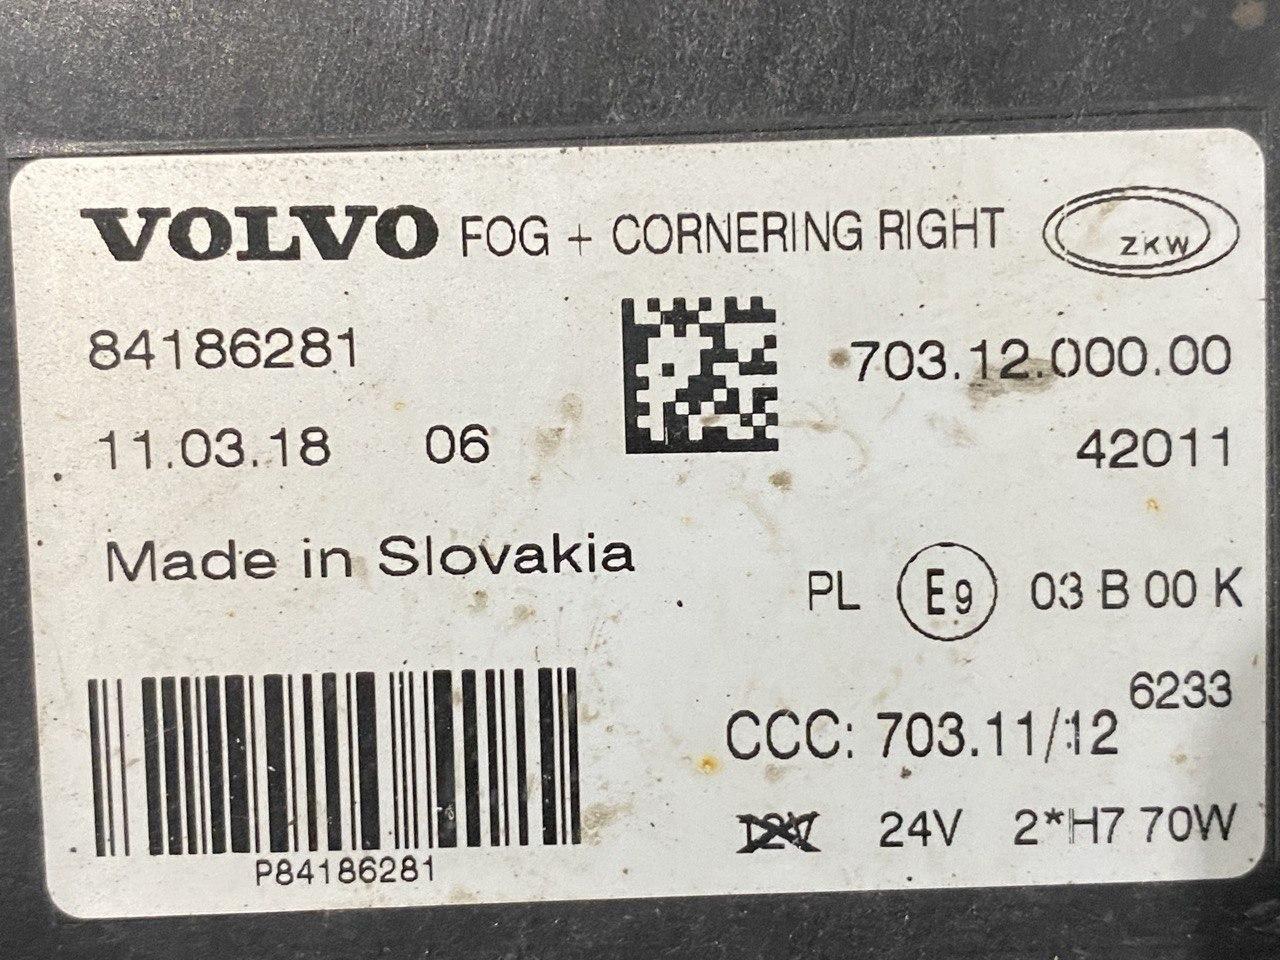 VOLVO FOG + CORNERING RIGHT ZKW
84186281 703.12.000.00
11.03.18 06 42011
Made in Slovakia
PL E9 03 B 00 K
6233
CCC: 703.11/12
12V 24V 2*H7 70W
P84186281